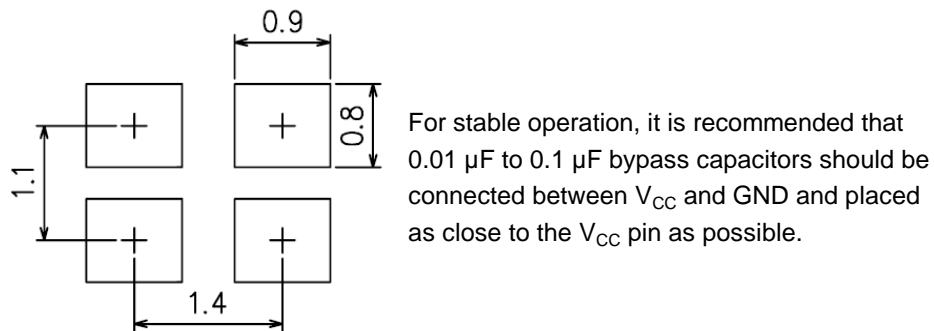 0.9
0.8
1.1
1.4
For stable operation, it is recommended that
0.01 µF to 0.1 µF bypass capacitors should be
connected between VCC and GND and placed
as close to the VCC pin as possible.